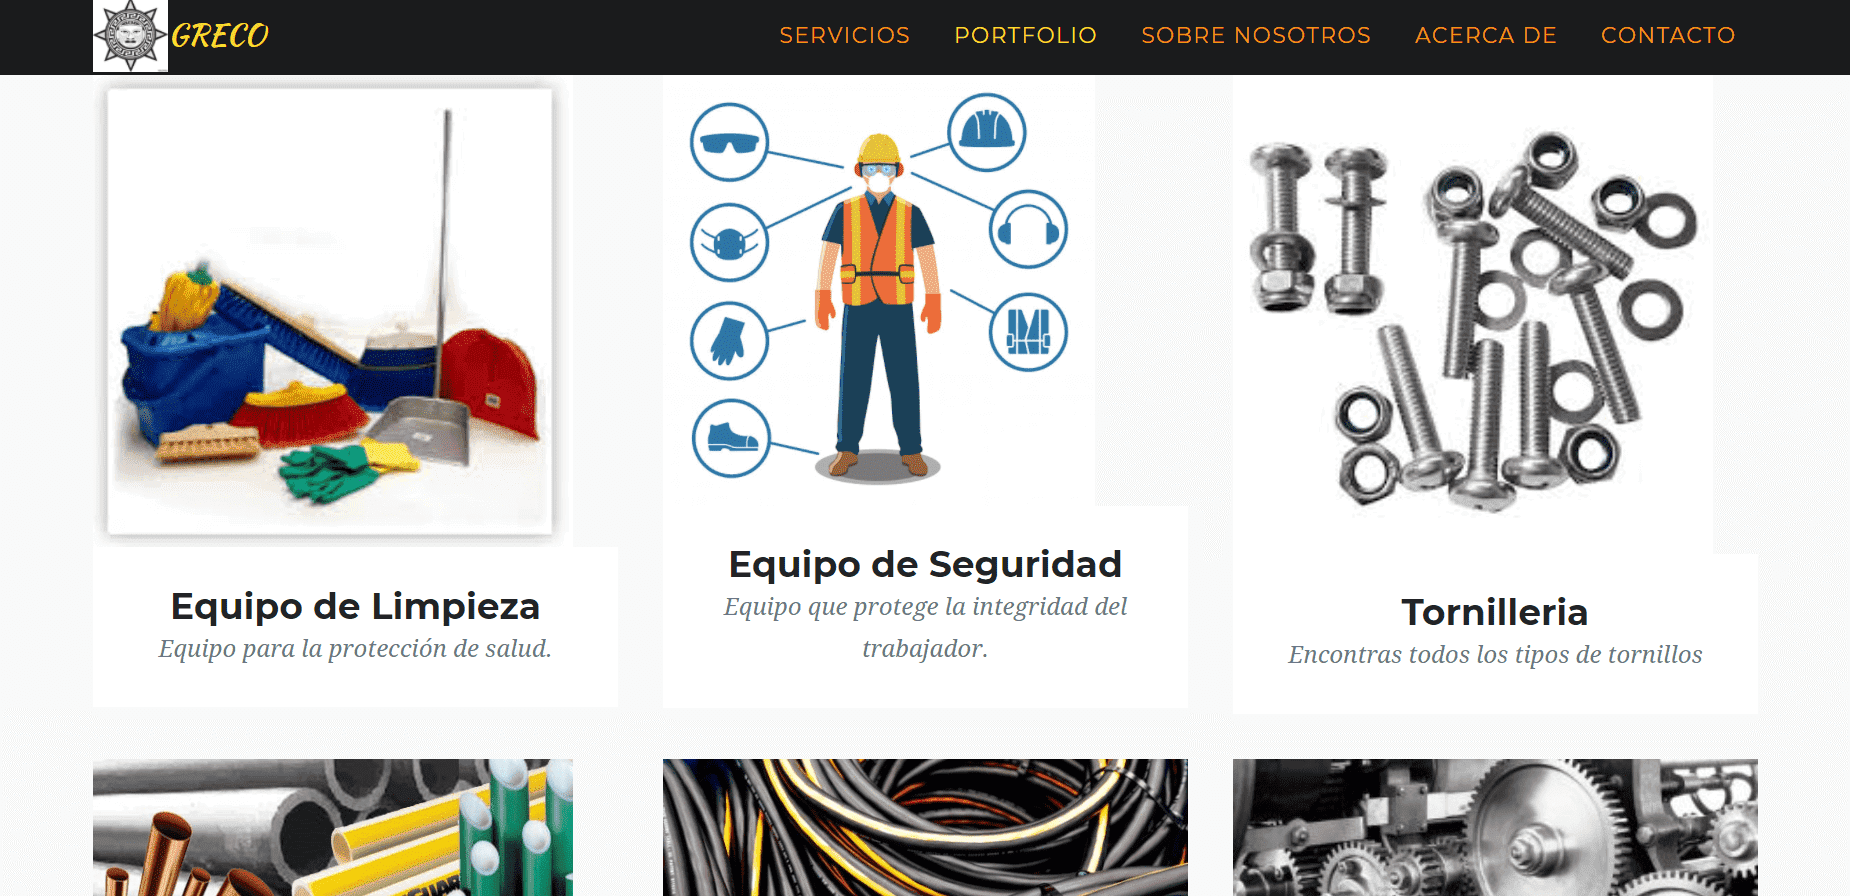 GRECO
SERVICIOS
PORTFOLIO
SOBRE NOSOTROS
ACERCA DE
CONTACTO
Equipo de Limpieza
Equipo para la protección de salud.
Equipo de Seguridad
Equipo que protege la integridad del
trabajador.
Tornilleria
Encontras todos los tipos de tornillos